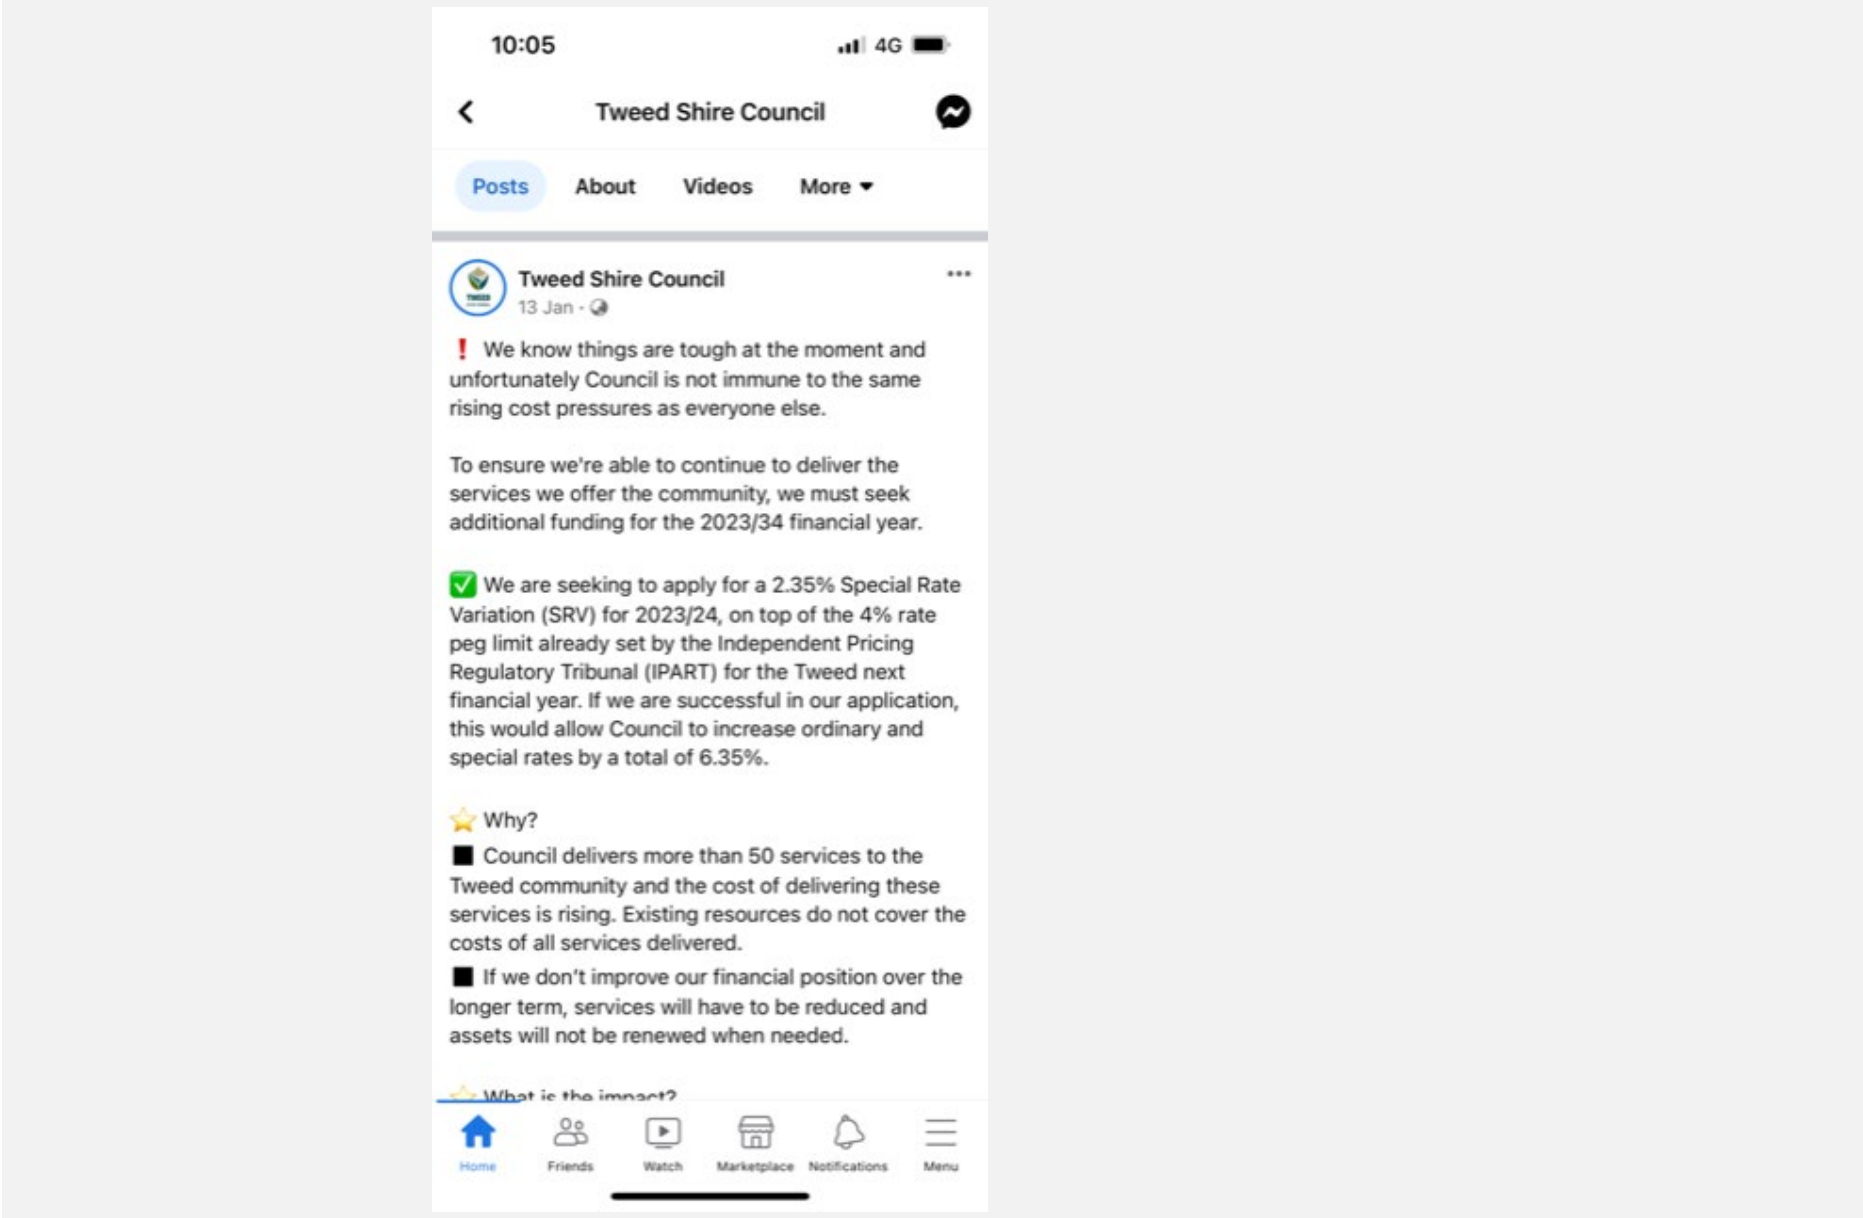 10:05
4G
Tweed Shire Council
Posts About Videos More
Tweed Shire Council
13 Jan ·
❗ We know things are tough at the moment and
unfortunately Council is not immune to the same
rising cost pressures as everyone else.
To ensure we're able to continue to deliver the
services we offer the community, we must seek
additional funding for the 2023/34 financial year.
✅ We are seeking to apply for a 2.35% Special Rate
Variation (SRV) for 2023/24, on top of the 4% rate
peg limit already set by the Independent Pricing
Regulatory Tribunal (IPART) for the Tweed next
financial year. If we are successful in our application,
this would allow Council to increase ordinary and
special rates by a total of 6.35%.
⭐ Why?
◼ Council delivers more than 50 services to the
Tweed community and the cost of delivering these
services is rising. Existing resources do not cover the
costs of all services delivered.
◼ If we don't improve our financial position over the
longer term, services will have to be reduced and
assets will not be renewed when needed.
⭐ What is the impact?
Home Friends Watch Marketplace Notifications Menu